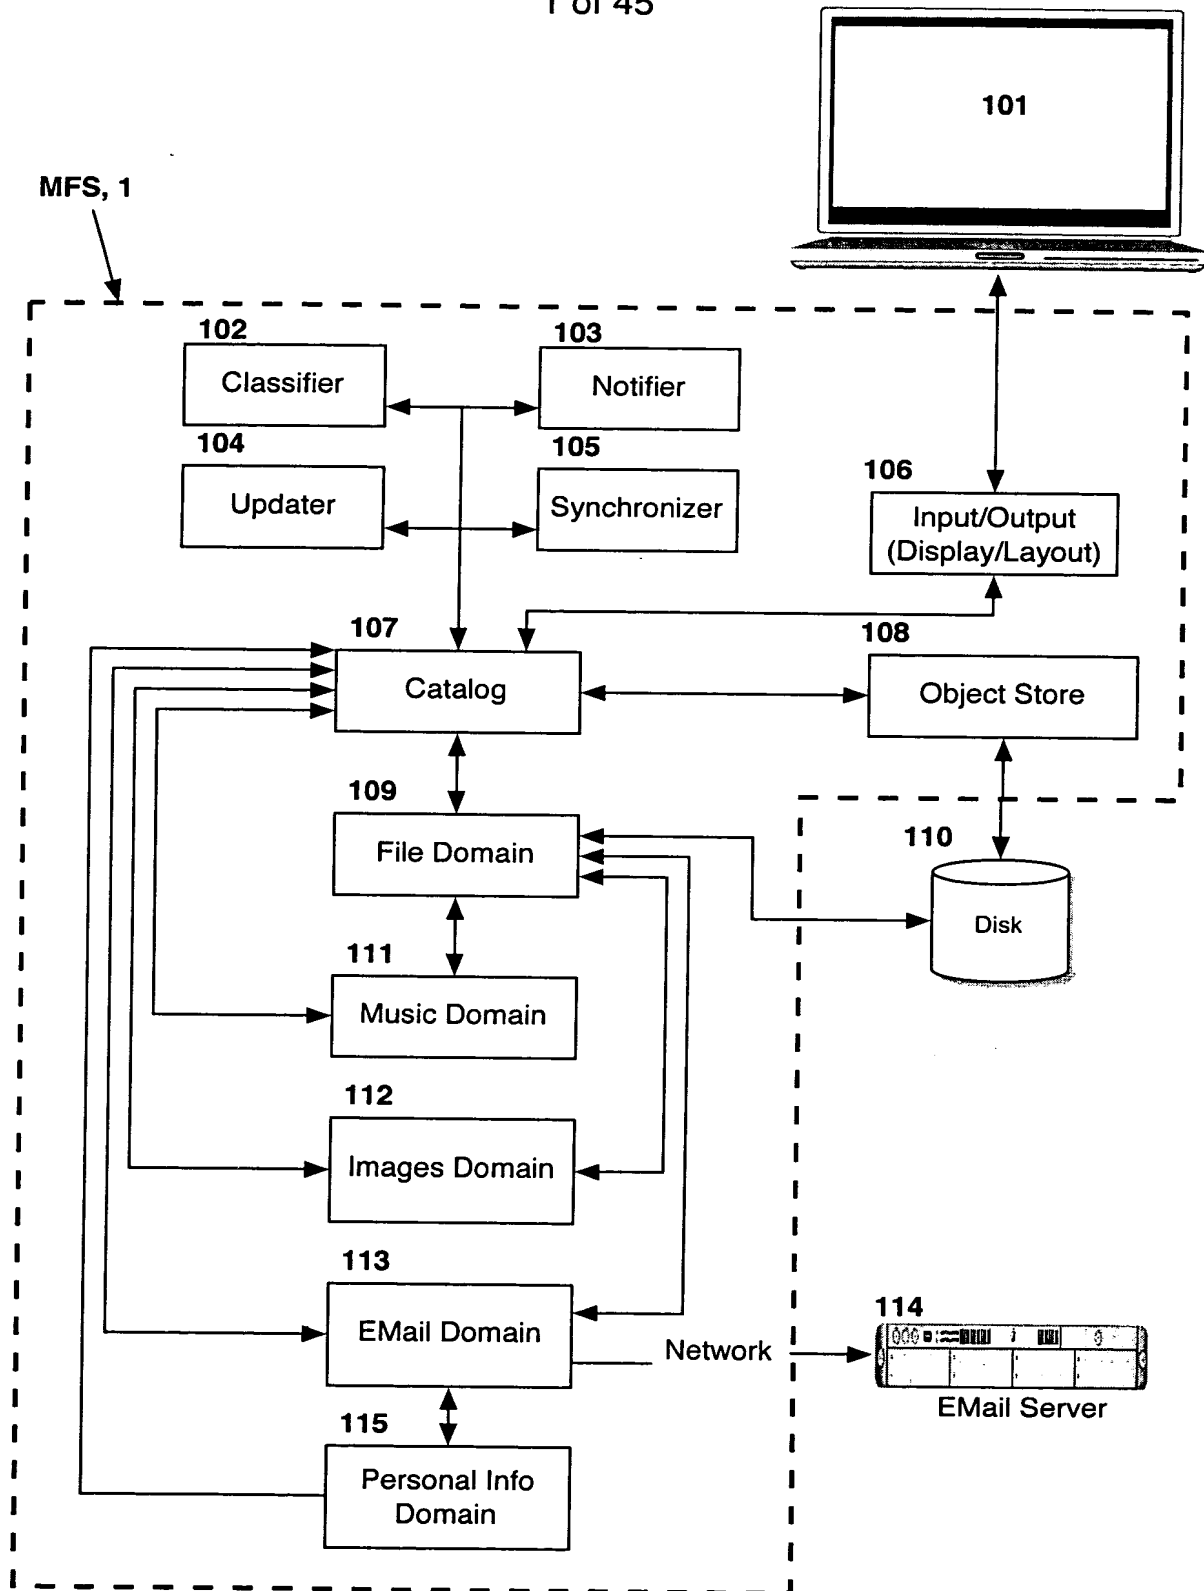 1 of 45
101
MFS, 1
102
Classifier
103
Notifier
104
Updater
105
Synchronizer
106
Input/Output
(Display/Layout)
107
Catalog
108
Object Store
109
File Domain
110
Disk
111
Music Domain
112
Images Domain
113
EMail Domain
Network
114
EMail Server
115
Personal Info
Domain